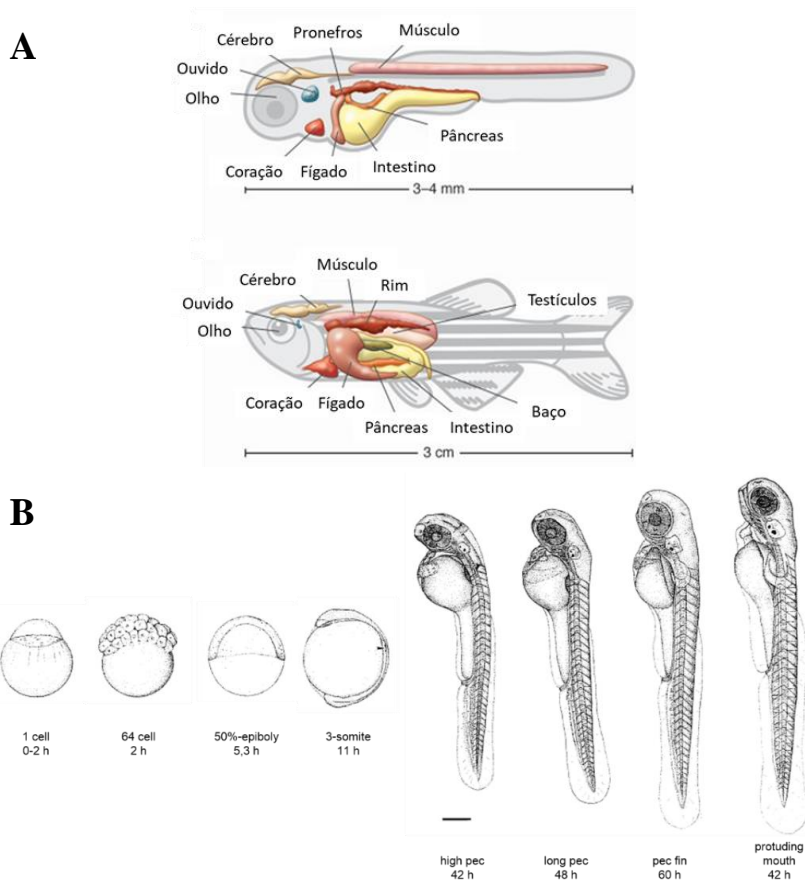 A
Cérebro
Pronefros
Músculo
Ouvido
Olho
Pâncreas
Coração
Fígado
Intestino
3–4 mm
Músculo
Cérebro
Rim
Ouvido
Testículos
Olho
Coração
Fígado
Baço
Pâncreas
Intestino
3 cm
B
1 cell
0-2 h
64 cell
2 h
50%-epiboly
5,3 h
3-somite
11 h
high pec
42 h
long pec
48 h
pec fin
60 h
protuding
mouth
42 h